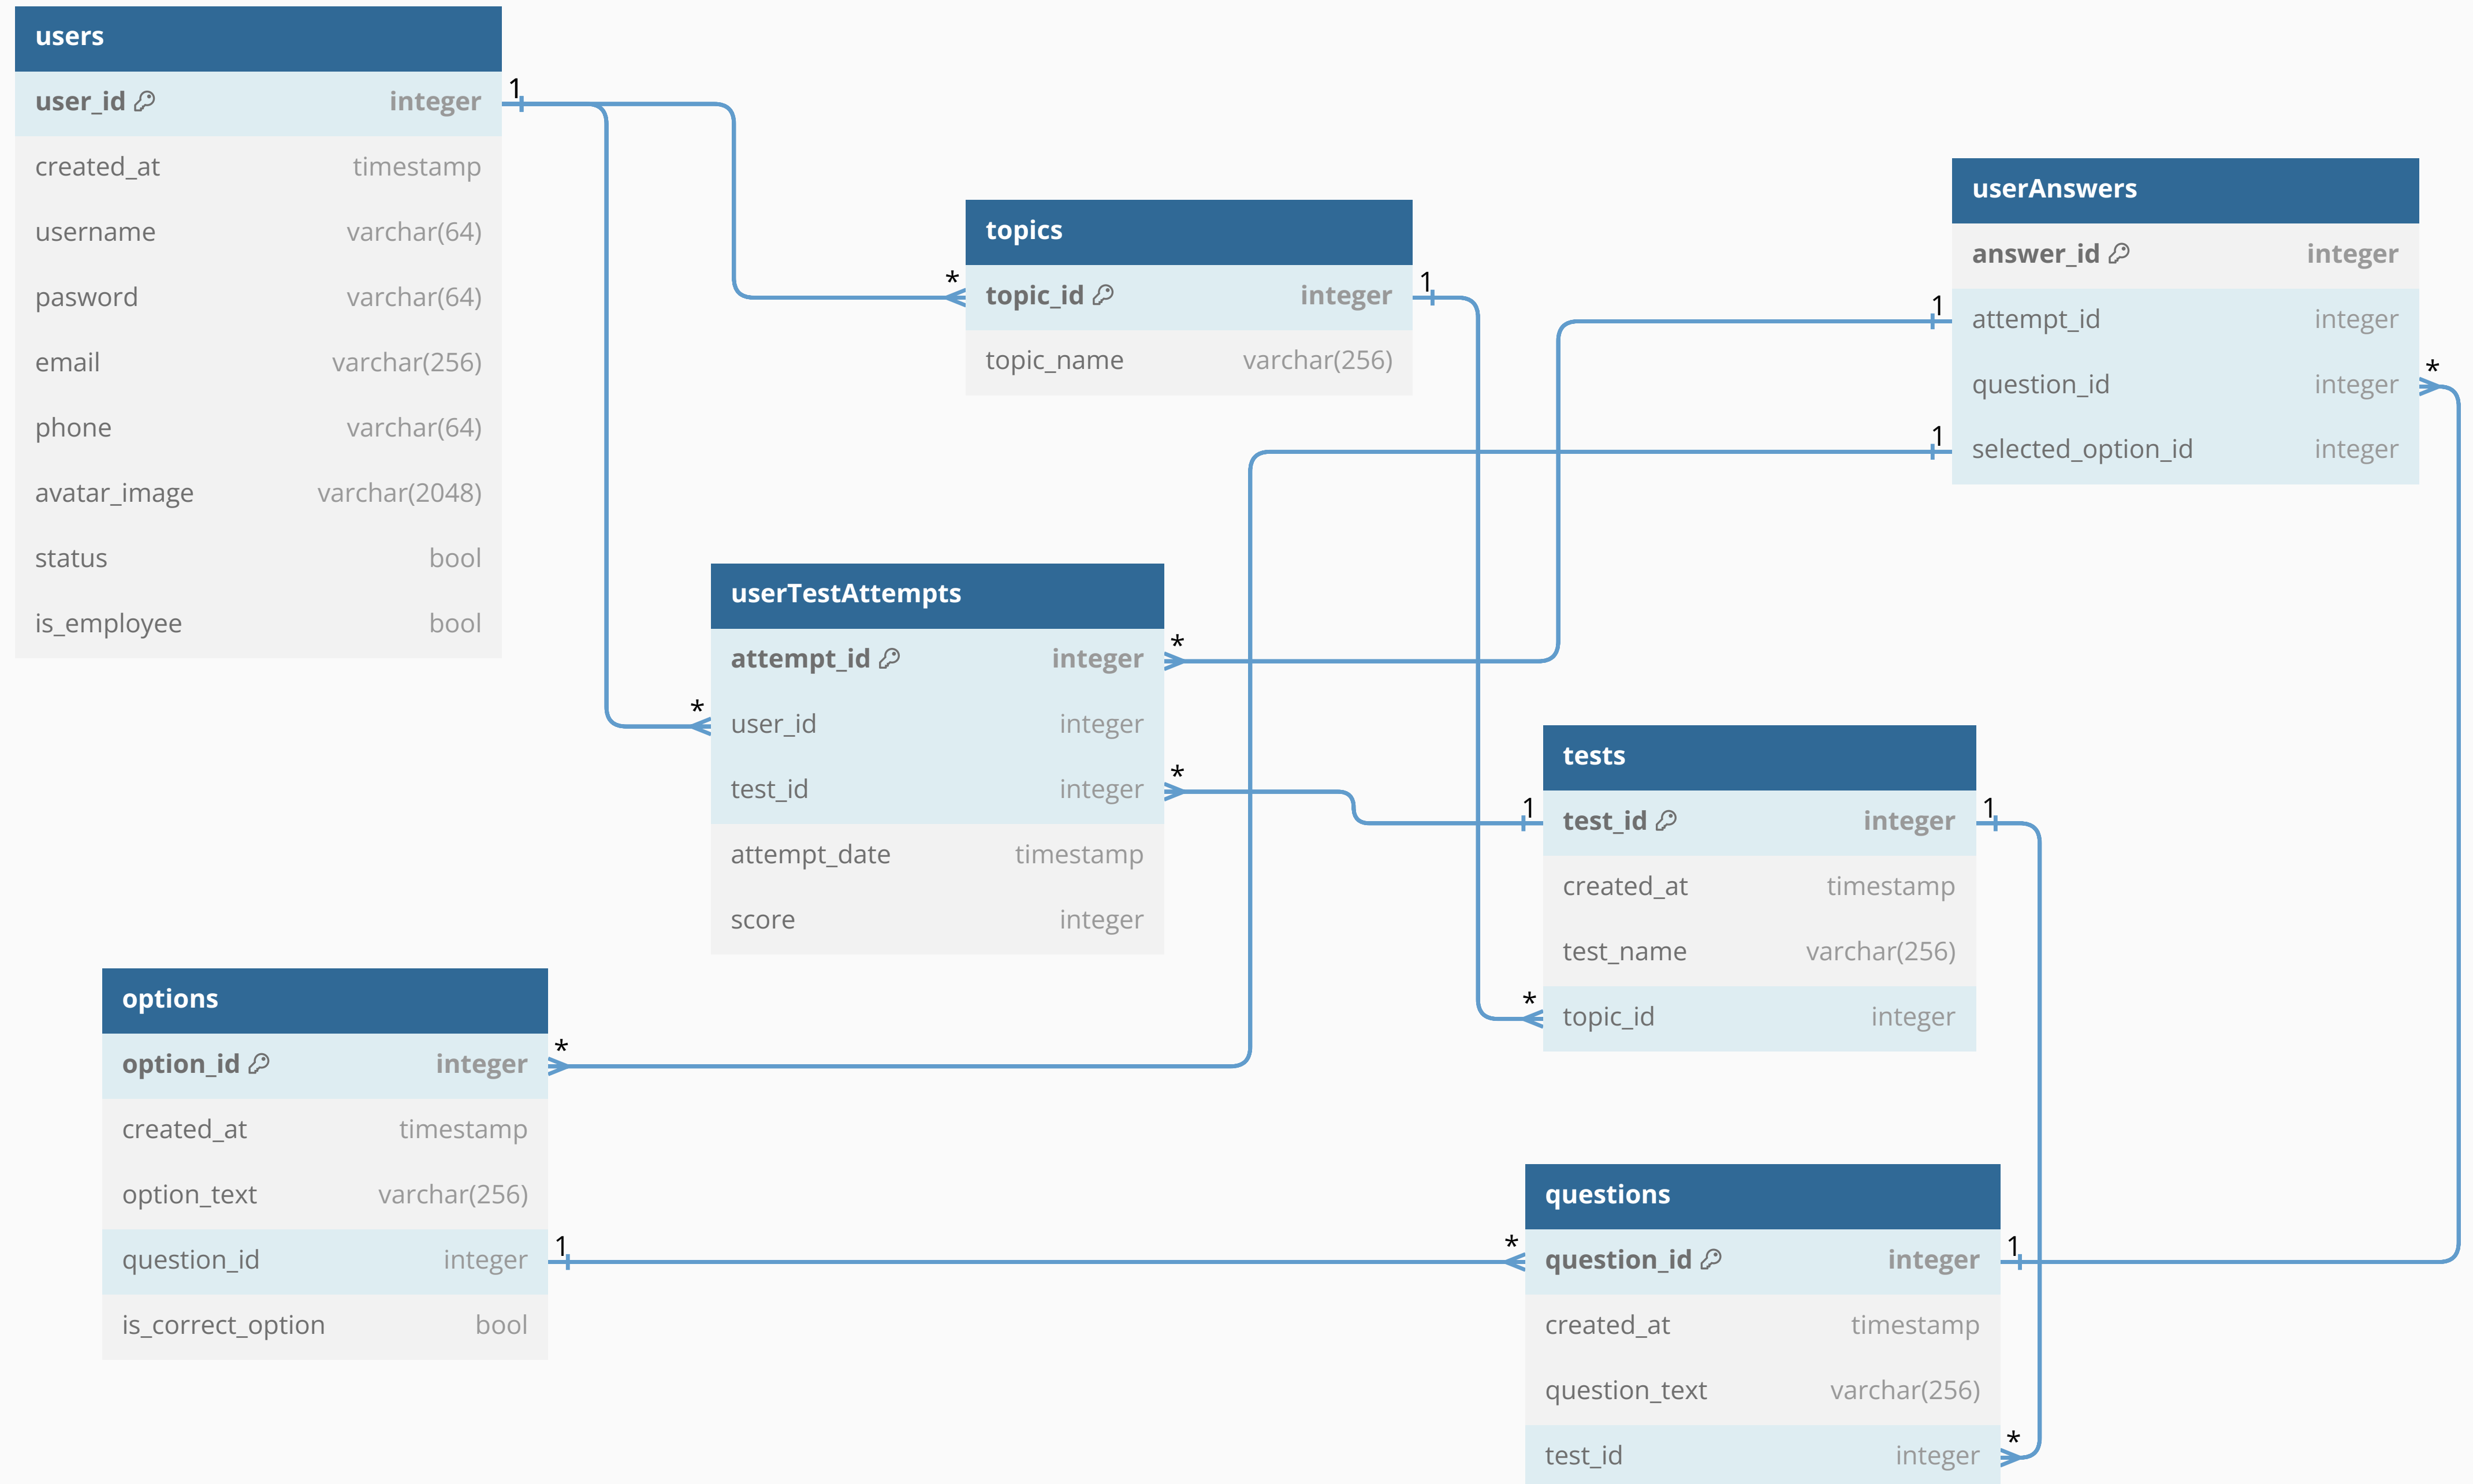 users
user_id integer
created_at timestamp
username varchar(64)
pasword varchar(64)
email varchar(256)
phone varchar(64)
avatar_image varchar(2048)
status bool
is_employee bool
1
*
*
topics
topic_id integer
topic_name varchar(256)
1
userAnswers
answer_id integer
attempt_id integer
question_id integer
selected_option_id integer
1
*
1
userTestAttempts
attempt_id integer
user_id integer
test_id integer
attempt_date timestamp
score integer
*
*
tests
test_id integer
created_at timestamp
test_name varchar(256)
topic_id integer
1
1
*
options
option_id integer
created_at timestamp
option_text varchar(256)
question_id integer
is_correct_option bool
*
1
questions
question_id integer
created_at timestamp
question_text varchar(256)
test_id integer
*
1
*